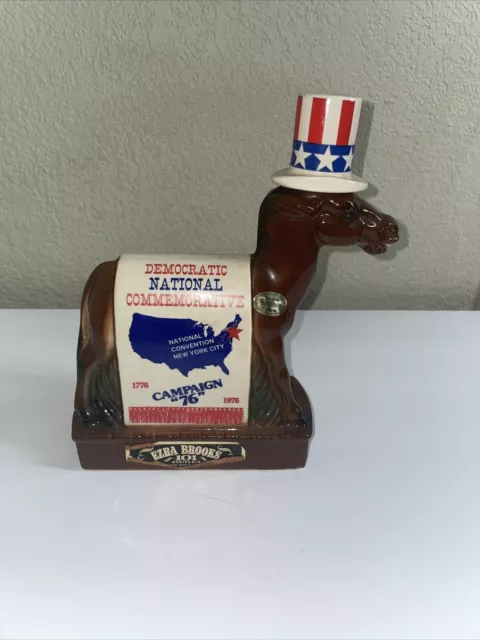 DEMOCRATIC
NATIONAL
COMMEMORATIVE
NATIONAL
CONVENTION
NEW YORK CITY
1776
CAMPAIGN
"76"
1976
EZRA BROOKS
101